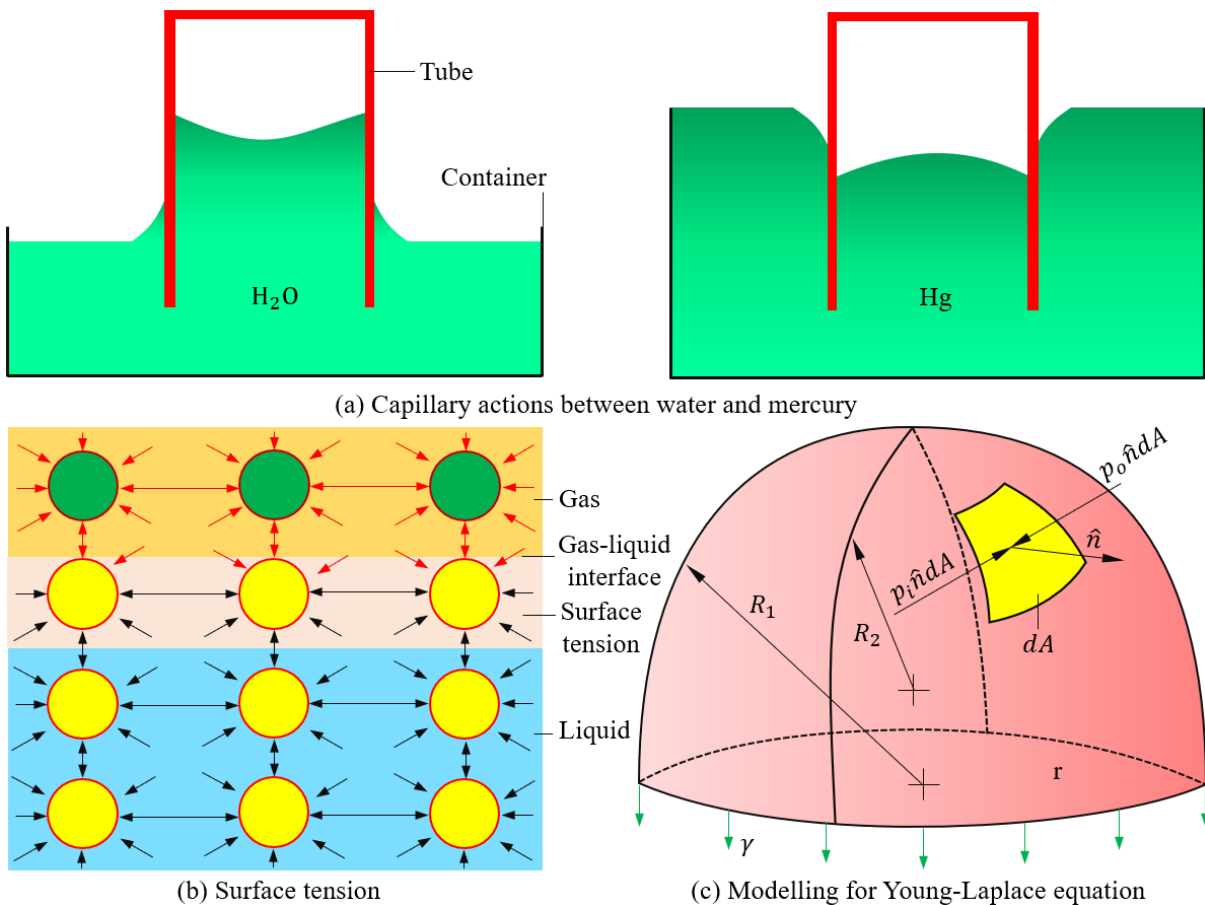 Tube
Container
H₂O
Hg
(a) Capillary actions between water and mercury
Gas
Gas-liquid
interface
Surface
tension
Liquid
(b) Surface tension
pₒn̂dA
n̂
pᵢn̂dA
R₁
R₂
dA
r
γ
(c) Modelling for Young-Laplace equation